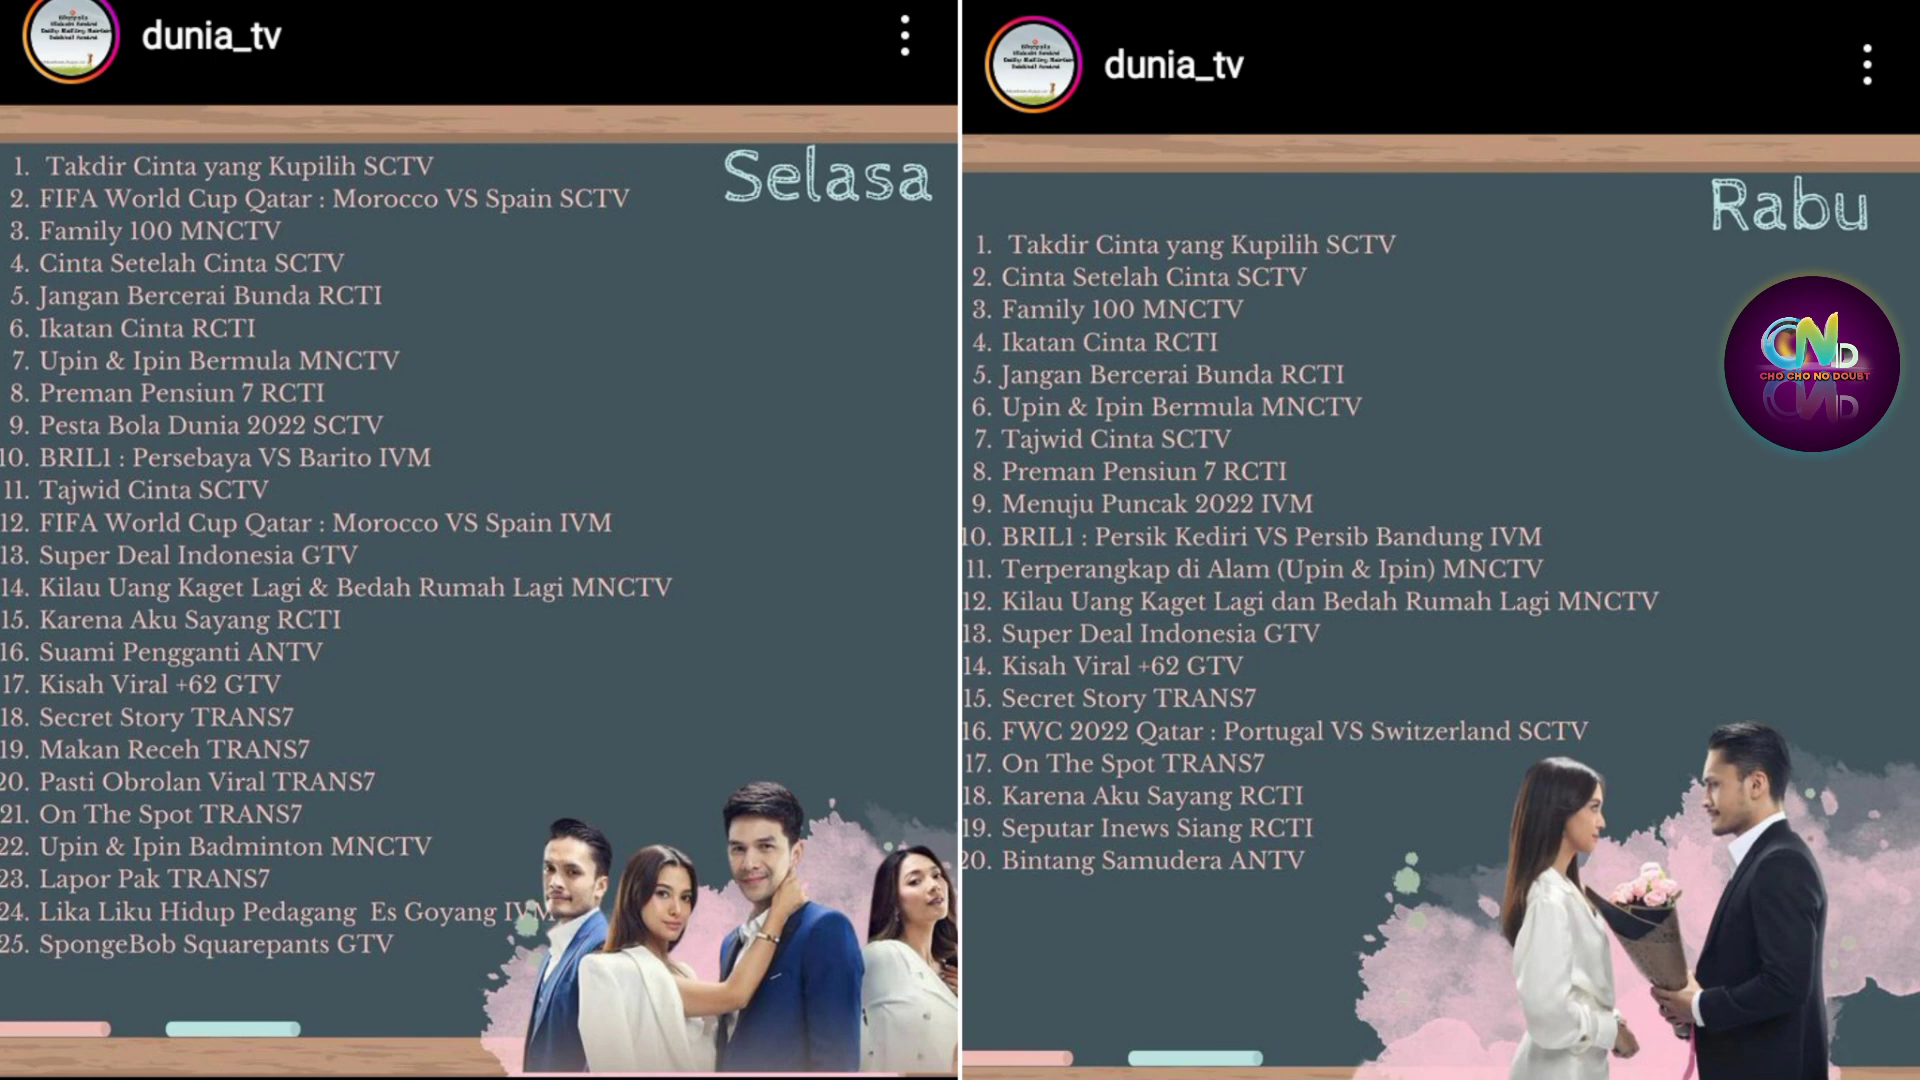 dunia_tv
Selasa
1. Takdir Cinta yang Kupilih SCTV
2. FIFA World Cup Qatar : Morocco VS Spain SCTV
3. Family 100 MNCTV
4. Cinta Setelah Cinta SCTV
5. Jangan Bercerai Bunda RCTI
6. Ikatan Cinta RCTI
7. Upin & Ipin Bermula MNCTV
8. Preman Pensiun 7 RCTI
9. Pesta Bola Dunia 2022 SCTV
10. BRIL1 : Persebaya VS Barito IVM
11. Tajwid Cinta SCTV
12. FIFA World Cup Qatar : Morocco VS Spain IVM
13. Super Deal Indonesia GTV
14. Kilau Uang Kaget Lagi & Bedah Rumah Lagi MNCTV
15. Karena Aku Sayang RCTI
16. Suami Pengganti ANTV
17. Kisah Viral +62 GTV
18. Secret Story TRANS7
19. Makan Receh TRANS7
20. Pasti Obrolan Viral TRANS7
21. On The Spot TRANS7
22. Upin & Ipin Badminton MNCTV
23. Lapor Pak TRANS7
24. Lika Liku Hidup Pedagang Es Goyang IVM
25. SpongeBob Squarepants GTV
dunia_tv
Rabu
1. Takdir Cinta yang Kupilih SCTV
2. Cinta Setelah Cinta SCTV
3. Family 100 MNCTV
4. Ikatan Cinta RCTI
5. Jangan Bercerai Bunda RCTI
6. Upin & Ipin Bermula MNCTV
7. Tajwid Cinta SCTV
8. Preman Pensiun 7 RCTI
9. Menuju Puncak 2022 IVM
10. BRIL1 : Persik Kediri VS Persib Bandung IVM
11. Terperangkap di Alam (Upin & Ipin) MNCTV
12. Kilau Uang Kaget Lagi dan Bedah Rumah Lagi MNCTV
13. Super Deal Indonesia GTV
14. Kisah Viral +62 GTV
15. Secret Story TRANS7
16. FWC 2022 Qatar : Portugal VS Switzerland SCTV
17. On The Spot TRANS7
18. Karena Aku Sayang RCTI
19. Seputar Inews Siang RCTI
20. Bintang Samudera ANTV
CND
CHO CHO NO DOUBT